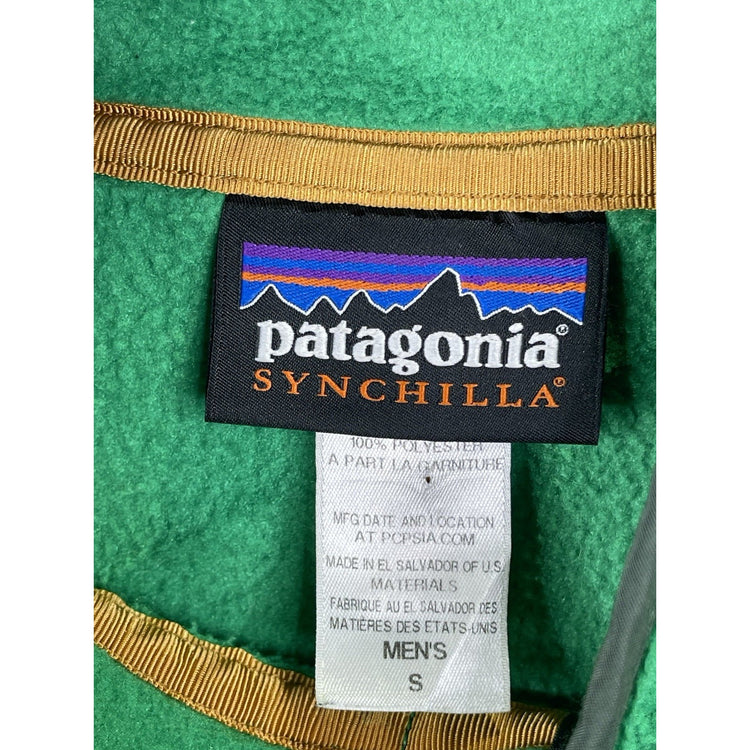 patagonia®
SYNCHILLA®
100% POLYESTER
A PART LA GARNITURE
MFG DATE AND LOCATION
AT PCPSIA.COM
MADE IN EL SALVADOR OF U.S
MATERIALS
FABRIQUE AU EL SALVADOR DES
MATIÈRES DES ETATS-UNIS
MEN'S
S